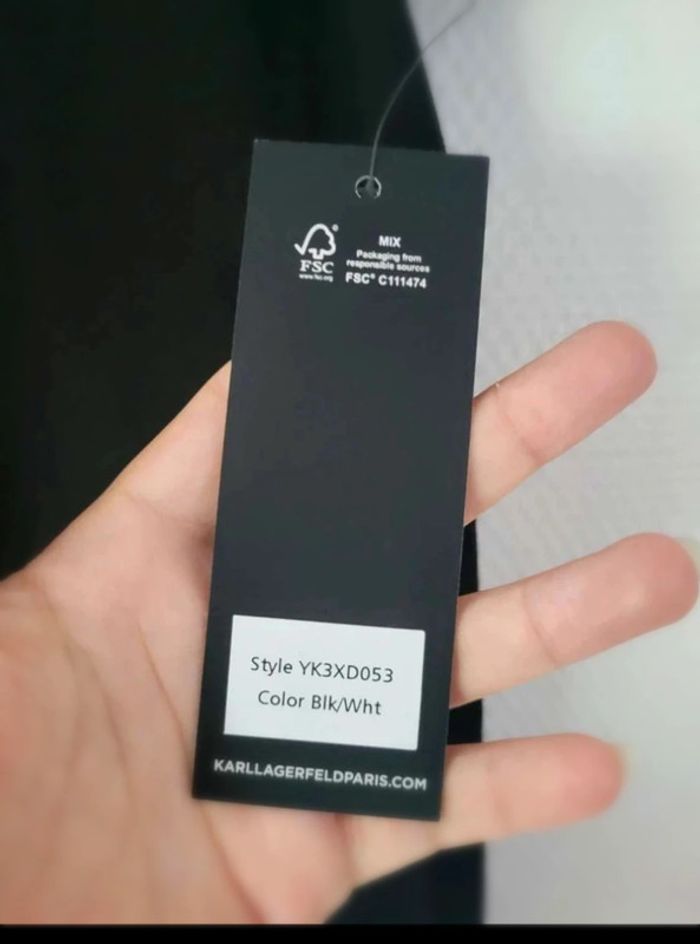 FSC
www.fsc.org
MIX
Packaging from
responsible sources
FSC® C111474
Style YK3XD053
Color Blk/Wht
KARLLAGERFELDPARIS.COM